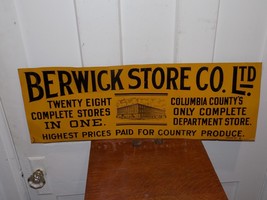 BERWICK STORE CO. LTD.
TWENTY EIGHT
COMPLETE STORES
IN ONE.
COLUMBIA COUNTY'S
ONLY COMPLETE
DEPARTMENT STORE.
HIGHEST PRICES PAID FOR COUNTRY PRODUCE.